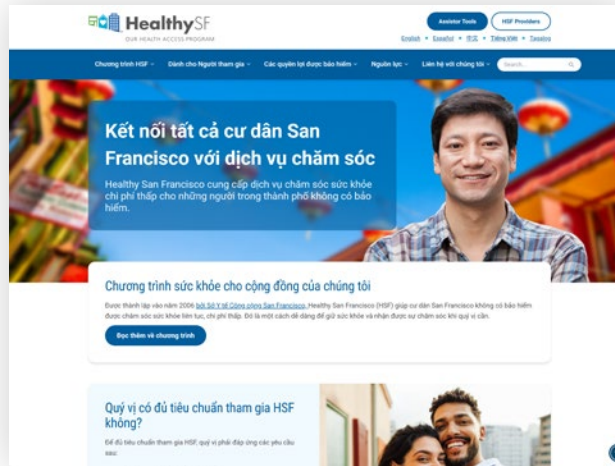 HealthySF
OUR HEALTH ACCESS PROGRAM
Assistor Tools
HSF Providers
English • Español • 中文 • Tiếng Việt • Tagalog
Chương trình HSF
Dành cho Người tham gia
Các quyền lợi được bảo hiểm
Nguồn lực
Liên hệ với chúng tôi
Search...
Kết nối tất cả cư dân San
Francisco với dịch vụ chăm sóc
Healthy San Francisco cung cấp dịch vụ chăm sóc sức khỏe
chi phí thấp cho những người trong thành phố không có bảo
hiểm.
Chương trình sức khỏe cho cộng đồng của chúng tôi
Được thành lập vào năm 2006 bởi Sở Y tế Công cộng San Francisco, Healthy San Francisco (HSF) giúp cư dân San Francisco không có bảo hiểm
được chăm sóc sức khỏe liên tục, chi phí thấp. Đó là một cách dễ dàng để giữ sức khỏe và nhận được sự chăm sóc khi quý vị cần.
Đọc thêm về chương trình
Quý vị có đủ tiêu chuẩn tham gia HSF
không?
Để đủ tiêu chuẩn tham gia HSF, quý vị phải đáp ứng các yêu cầu
sau: